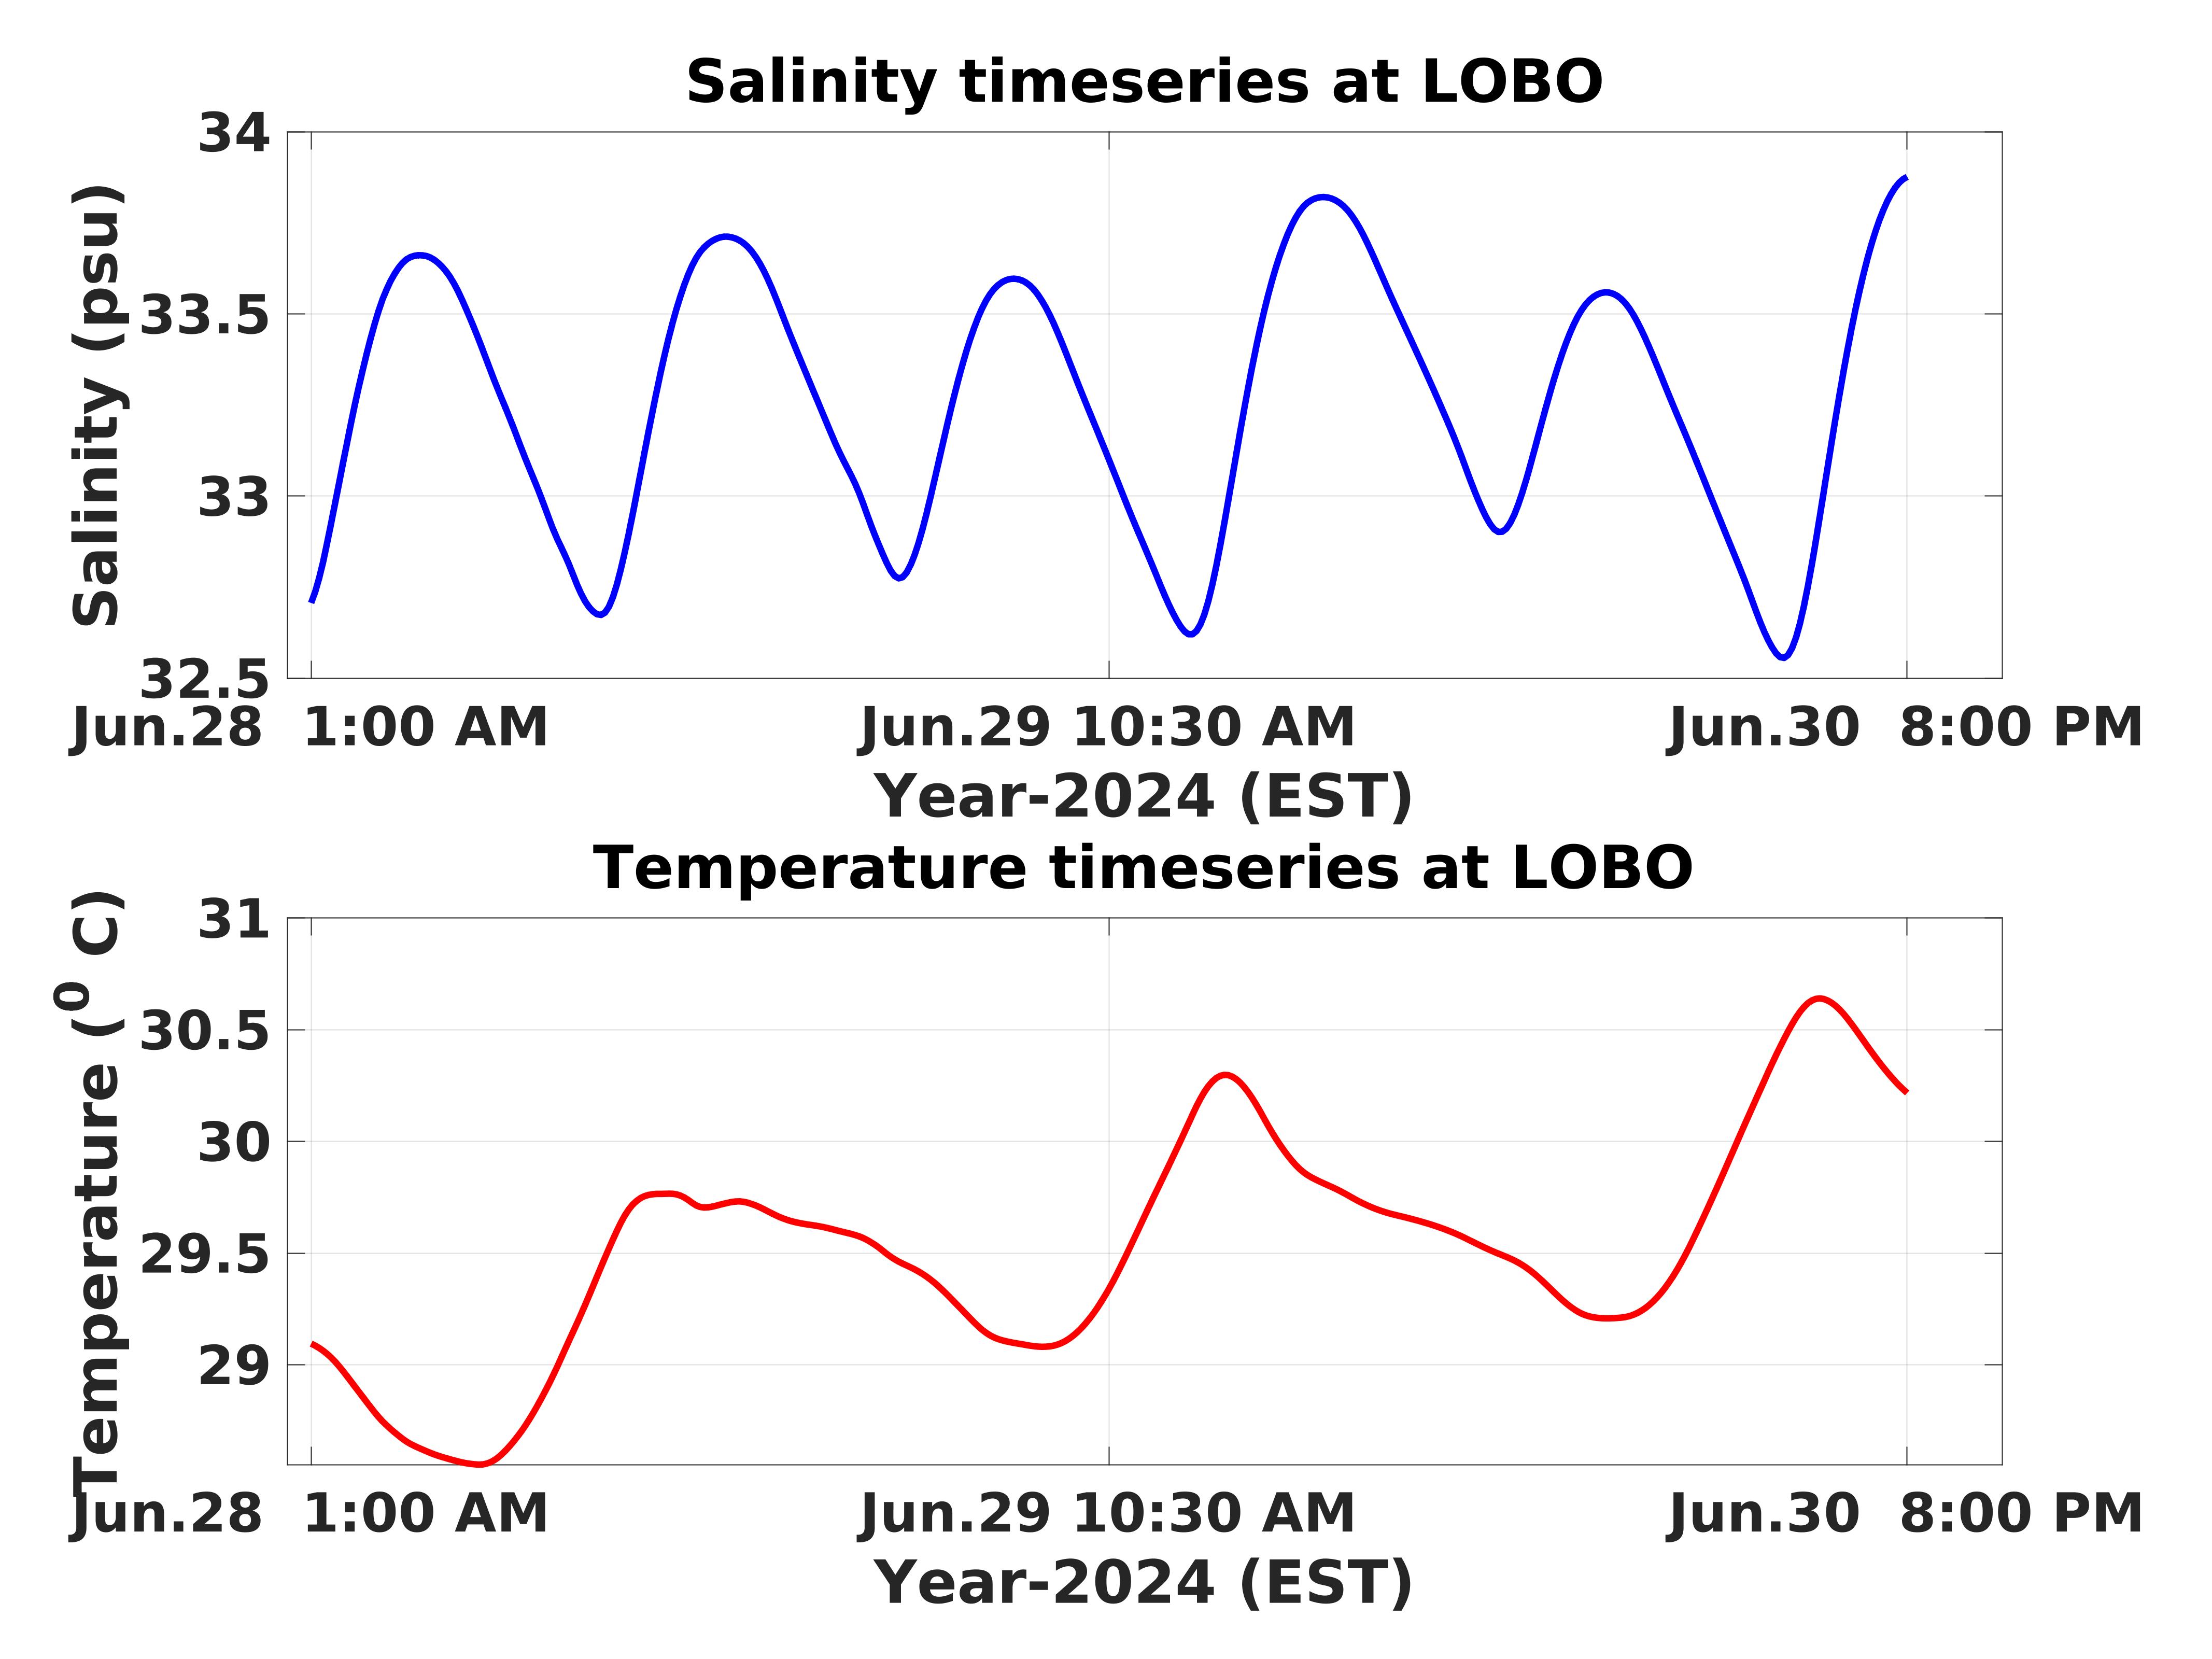 Salinity timeseries at LOBO
Salinity (psu)
34
33.5
33
32.5
Jun.28 1:00 AM
Jun.29 10:30 AM
Jun.30 8:00 PM
Year-2024 (EST)
Temperature timeseries at LOBO
Temperature (⁰ C)
31
30.5
30
29.5
29
Jun.28 1:00 AM
Jun.29 10:30 AM
Jun.30 8:00 PM
Year-2024 (EST)